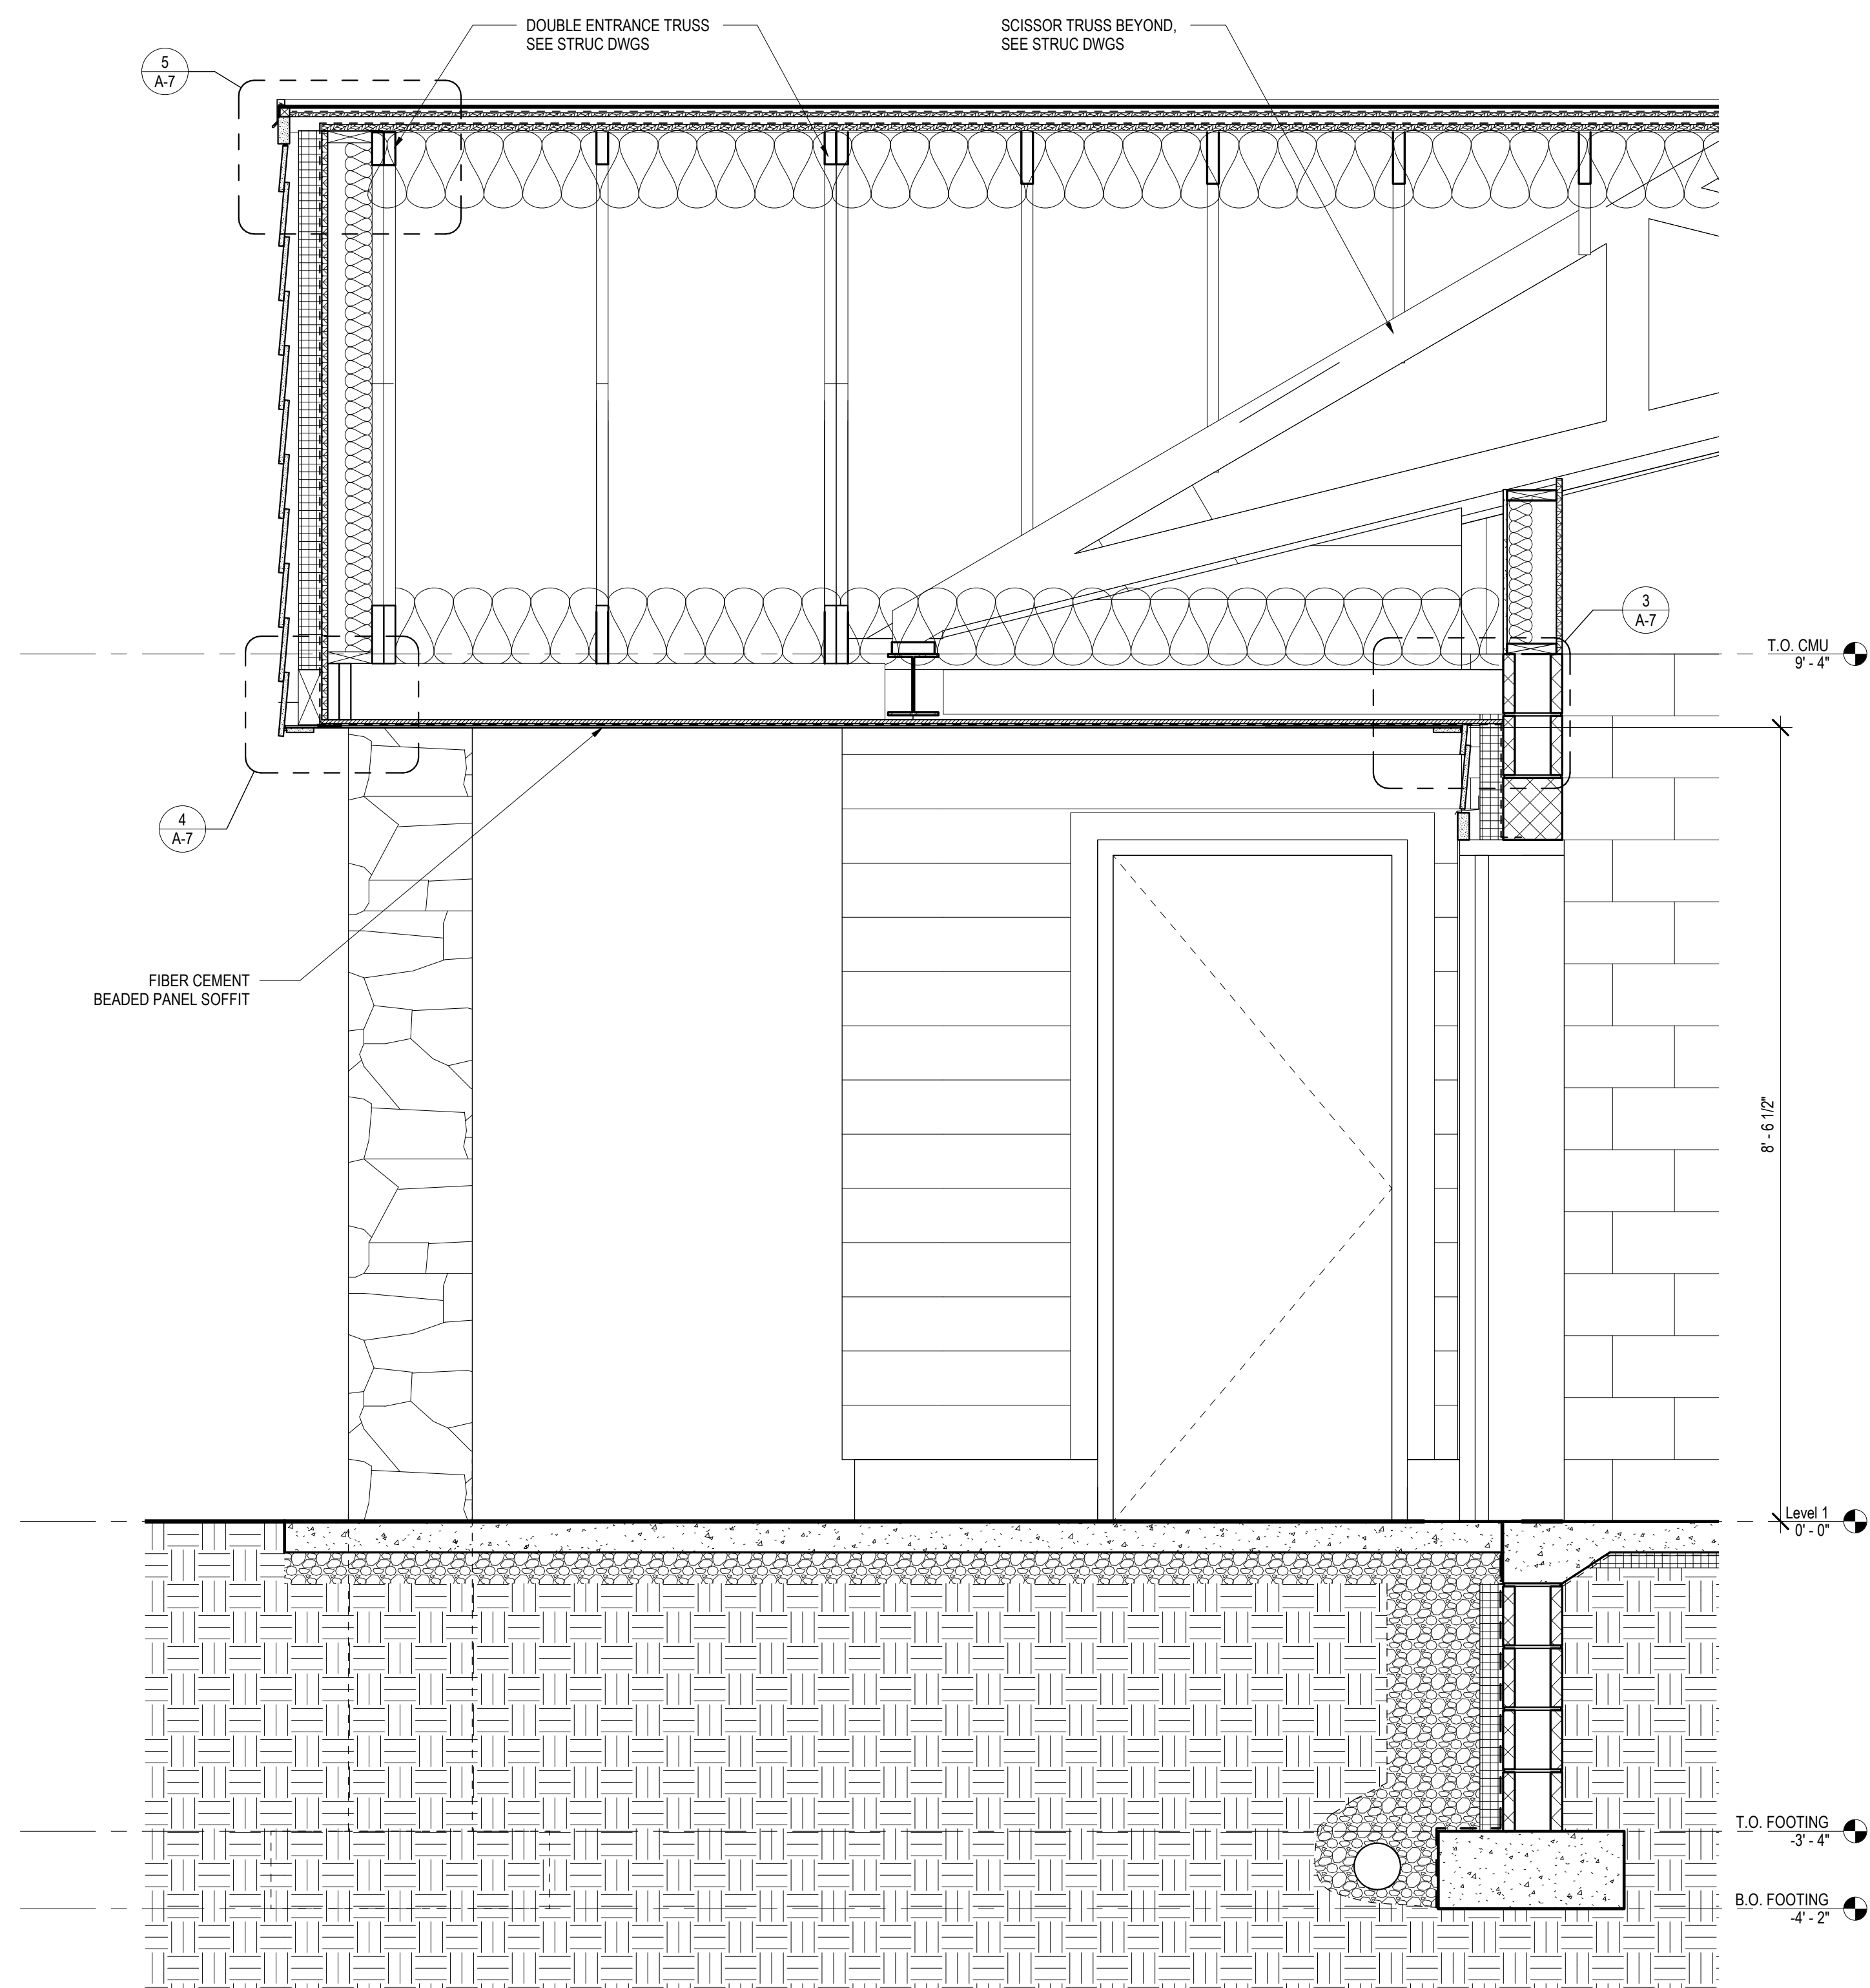 DOUBLE ENTRANCE TRUSS
SEE STRUC DWGS
SCISSOR TRUSS BEYOND,
SEE STRUC DWGS
5
A-7
3
A-7
T.O. CMU
9' - 4"
4
A-7
FIBER CEMENT
BEADED PANEL SOFFIT
8' - 6 1/2"
Level 1
0' - 0"
T.O. FOOTING
-3' - 4"
B.O. FOOTING
-4' - 2"